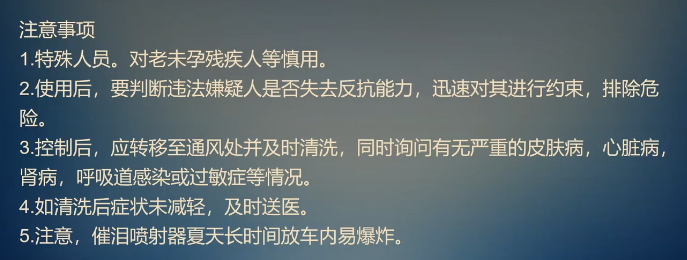 注意事项
1.特殊人员。对老未孕残疾人等慎用。
2.使用后，要判断违法嫌疑人是否失去反抗能力，迅速对其进行约束，排除危
险。
3.控制后，应转移至通风处并及时清洗，同时询问有无严重的皮肤病，心脏病，
肾病，呼吸道感染或过敏症等情况。
4.如清洗后症状未减轻，及时送医。
5.注意，催泪喷射器夏天长时间放车内易爆炸。